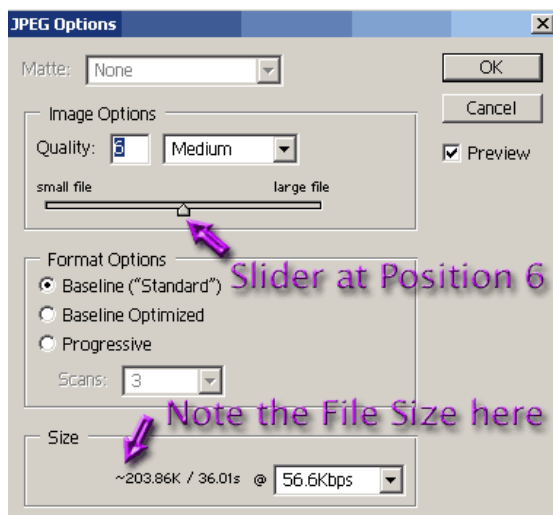 JPEG Options
Matte: None
OK
Image Options
Cancel
Quality: 6 Medium
Preview
small file large file
Slider at Position 6
Format Options
Baseline ("Standard")
Baseline Optimized
Progressive
Scans: 3
Note the File Size here
Size
~203.86K / 36.01s @ 56.6Kbps